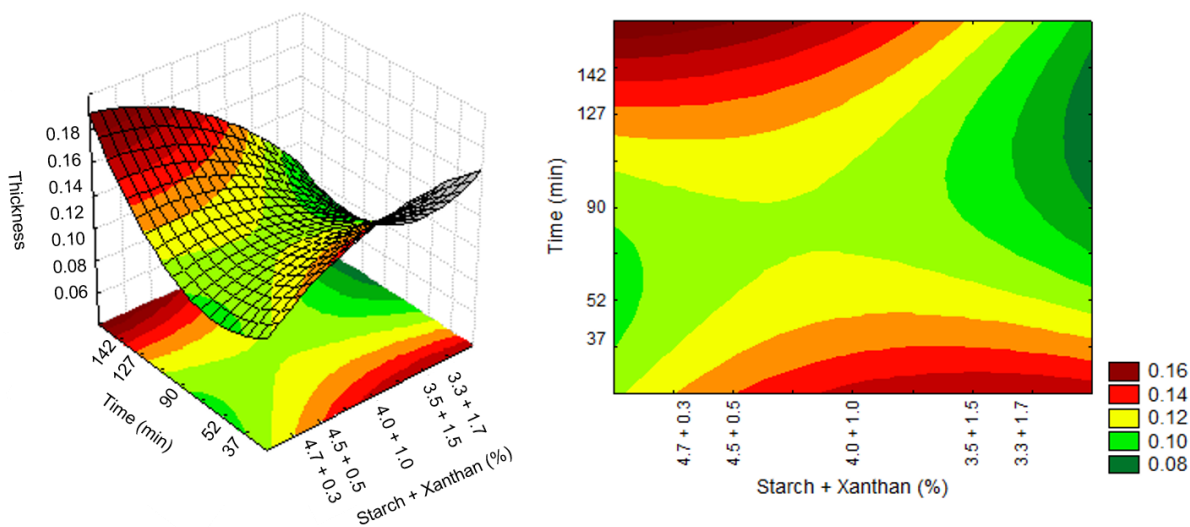 0.18
0.16
0.14
0.12
0.10
0.08
0.06
Thickness
142
127
90
52
37
Time (min)
4.7 + 0.3
4.5 + 0.5
4.0 + 1.0
3.5 + 1.5
3.3 + 1.7
Starch + Xanthan (%)
142
127
90
52
37
Time (min)
4.7 + 0.3
4.5 + 0.5
4.0 + 1.0
3.5 + 1.5
3.3 + 1.7
Starch + Xanthan (%)
0.16
0.14
0.12
0.10
0.08